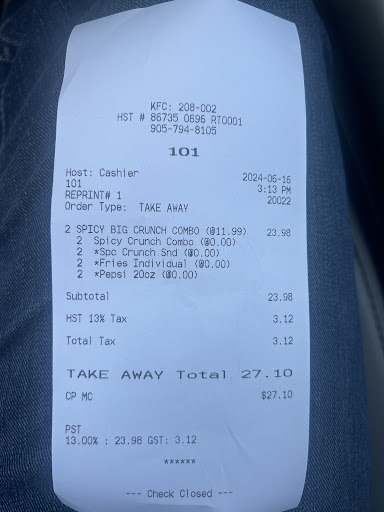 KFC: 208-002
HST # 86735 0696 RT0001
905-794-8105
101
Host: Cashier 2024-06-16
101 3:13 PM
REPRINT# 1 20022
Order Type: TAKE AWAY
2 SPICY BIG CRUNCH COMBO (@11.99) 23.98
2 Spicy Crunch Combo (@0.00)
2 *Spc Crunch Snd (@0.00)
2 *Fries Individual (@0.00)
2 *Pepsi 20oz (@0.00)
Subtotal 23.98
HST 13% Tax 3.12
Total Tax 3.12
TAKE AWAY Total 27.10
CP MC $27.10
PST
13.00% : 23.98 GST: 3.12
******
--- Check Closed ---